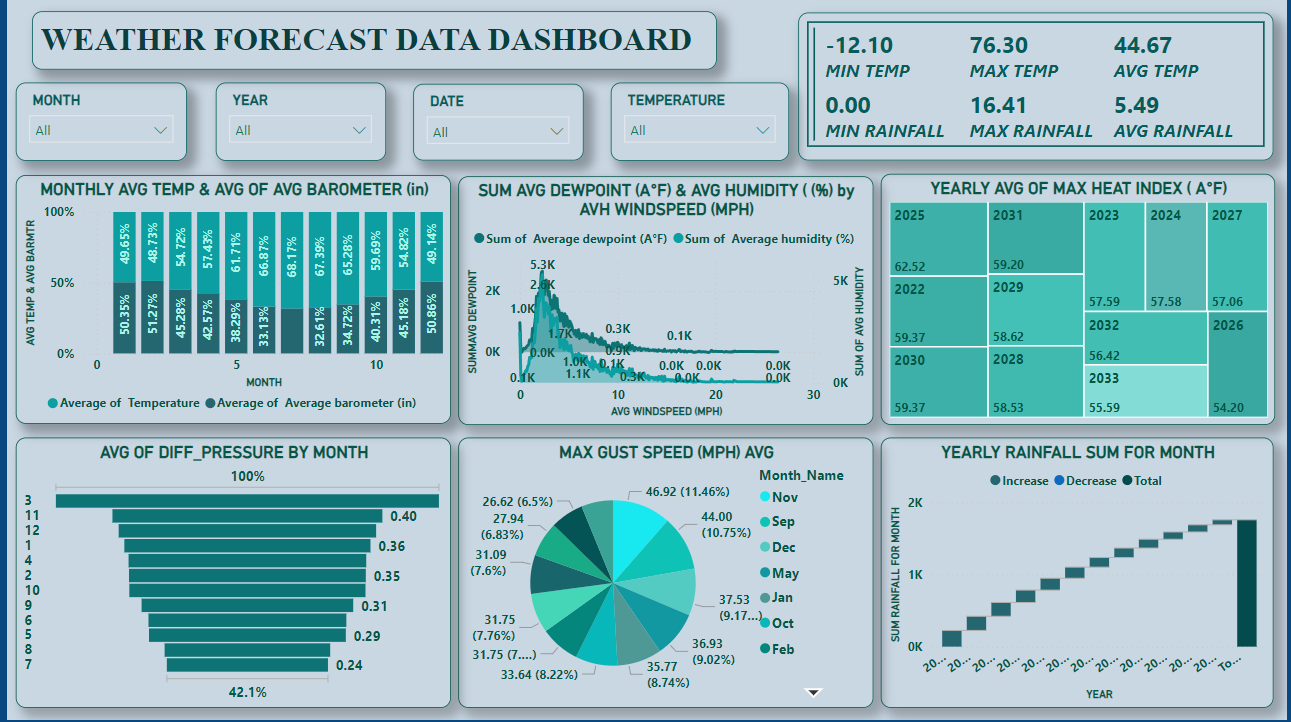 WEATHER FORECAST DATA DASHBOARD
-12.10 76.30 44.67
MIN TEMP MAX TEMP AVG TEMP
0.00 16.41 5.49
MIN RAINFALL MAX RAINFALL AVG RAINFALL
MONTH YEAR DATE TEMPERATURE
All All All All
MONTHLY AVG TEMP & AVG OF AVG BAROMETER (in)
AVG TEMP & AVG BARMTR
100%
50%
0%
49.65% 48.73% 54.72% 57.43% 61.71% 66.87% 68.17% 67.39% 65.28% 59.69% 54.82% 49.14%
50.35% 51.27% 45.28% 42.57% 38.29% 33.13% 32.61% 34.72% 40.31% 45.18% 50.86%
0 5 10
MONTH
Average of Temperature Average of Average barometer (in)
SUM AVG DEWPOINT (A°F) & AVG HUMIDITY ( (%) by
AVH WINDSPEED (MPH)
Sum of Average dewpoint (A°F) Sum of Average humidity (%)
SUMMAVG DEWPOINT
2K
0K
5.3K
2.6K
1.0K
1.7K
0.3K
0.1K
0.0K
0.9K
1.0K
0.1K
0.0K
0.0K
0.0K
0.1K
1.1K
0.3K
0.0K
0.0K
5K
0K
SUM OF AVG HUMIDITY
0 10 20 30
AVG WINDSPEED (MPH)
YEARLY AVG OF MAX HEAT INDEX ( A°F)
2025
62.52
2022
59.37
2030
59.37
2031
59.20
2029
58.62
2028
58.53
2023
57.59
2024
57.58
2027
57.06
2032
56.42
2033
55.59
2026
54.20
AVG OF DIFF_PRESSURE BY MONTH
100%
3
11 0.40
12
1 0.36
4
2 0.35
10
9 0.31
6
5 0.29
8
7 0.24
42.1%
MAX GUST SPEED (MPH) AVG
46.92 (11.46%)
44.00
(10.75%)
37.53
(9.17...)
36.93
(9.02%)
35.77
(8.74%)
33.64 (8.22%)
31.75 (7....)
31.75
(7.76%)
31.09
(7.6%)
27.94
(6.83%)
26.62 (6.5%)
Month_Name
Nov
Sep
Dec
May
Jan
Oct
Feb
YEARLY RAINFALL SUM FOR MONTH
Increase Decrease Total
SUM RAINFALL FOR MONTH
2K
1K
0K
20... 20... 20... 20... 20... 20... 20... 20... 20... 20... 20... 20... To...
YEAR